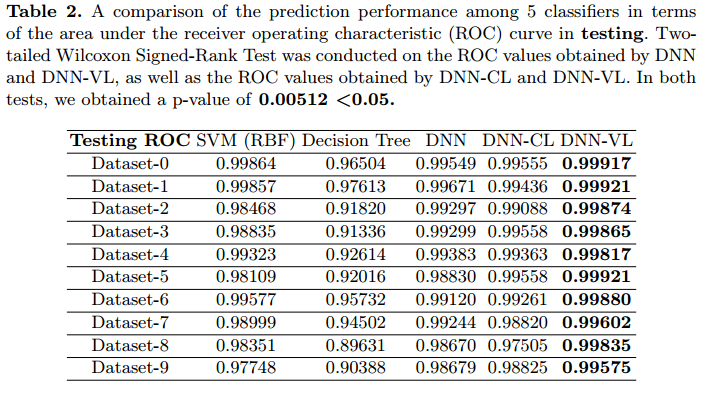 Table 2. A comparison of the prediction performance among 5 classifiers in terms
of the area under the receiver operating characteristic (ROC) curve in testing. Two-
tailed Wilcoxon Signed-Rank Test was conducted on the ROC values obtained by DNN
and DNN-VL, as well as the ROC values obtained by DNN-CL and DNN-VL. In both
tests, we obtained a p-value of 0.00512 <0.05.
Testing ROC SVM (RBF) Decision Tree DNN DNN-CL DNN-VL
Dataset-0 0.99864 0.96504 0.99549 0.99555 0.99917
Dataset-1 0.99857 0.97613 0.99671 0.99436 0.99921
Dataset-2 0.98468 0.91820 0.99297 0.99088 0.99874
Dataset-3 0.98835 0.91336 0.99299 0.99558 0.99865
Dataset-4 0.99323 0.92614 0.99383 0.99363 0.99817
Dataset-5 0.98109 0.92016 0.98830 0.99558 0.99921
Dataset-6 0.99577 0.95732 0.99120 0.99261 0.99880
Dataset-7 0.98999 0.94502 0.99244 0.98820 0.99602
Dataset-8 0.98351 0.89631 0.98670 0.97505 0.99835
Dataset-9 0.97748 0.90388 0.98679 0.98825 0.99575